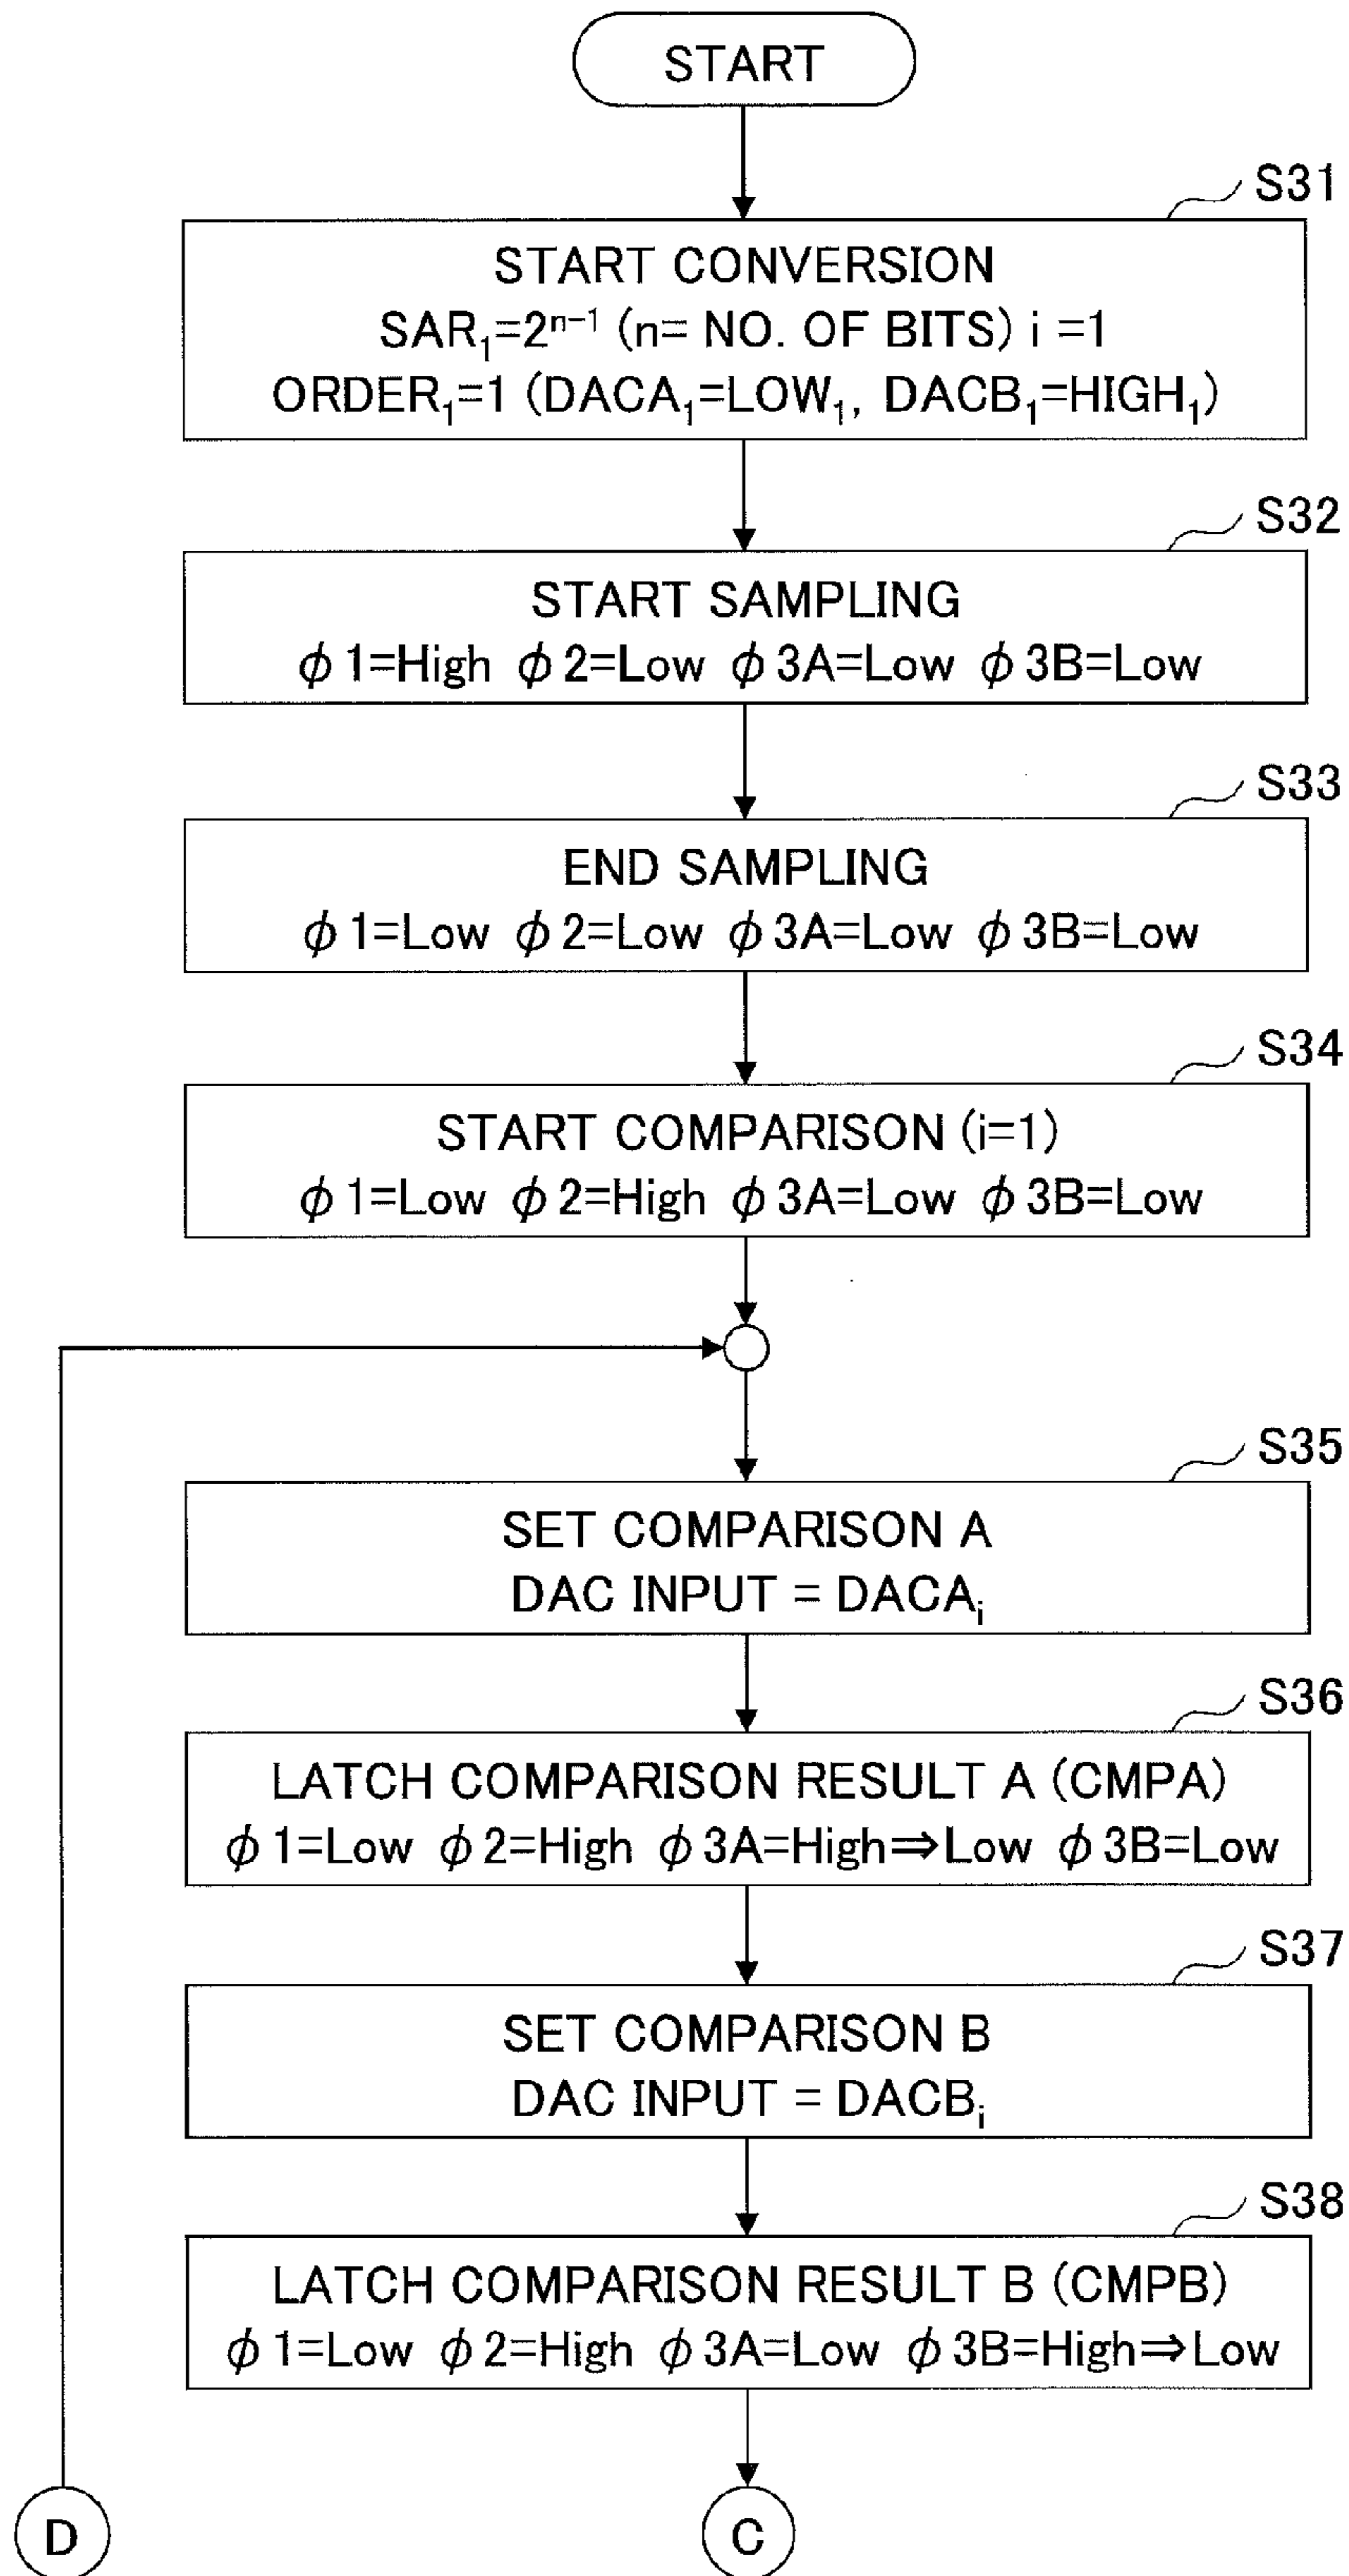 START
S31
START CONVERSION
SAR₁=2ⁿ⁻¹ (n= NO. OF BITS) i =1
ORDER₁=1 (DACA₁=LOW₁, DACB₁=HIGH₁)
S32
START SAMPLING
ϕ1=High ϕ2=Low ϕ3A=Low ϕ3B=Low
S33
END SAMPLING
ϕ1=Low ϕ2=Low ϕ3A=Low ϕ3B=Low
S34
START COMPARISON (i=1)
ϕ1=Low ϕ2=High ϕ3A=Low ϕ3B=Low
S35
SET COMPARISON A
DAC INPUT = DACAᵢ
S36
LATCH COMPARISON RESULT A (CMPA)
ϕ1=Low ϕ2=High ϕ3A=High⇒Low ϕ3B=Low
S37
SET COMPARISON B
DAC INPUT = DACBᵢ
S38
LATCH COMPARISON RESULT B (CMPB)
ϕ1=Low ϕ2=High ϕ3A=Low ϕ3B=High⇒Low
D
C